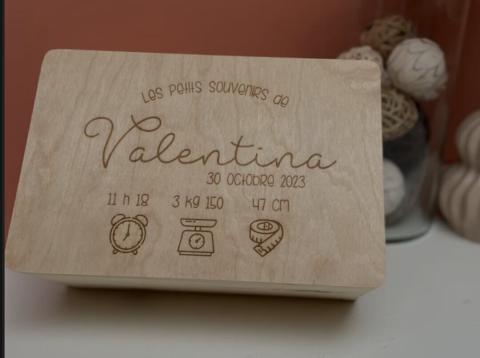 Les petits souvenirs de
Valentina
30 octobre 2023
11 h 18 3 kg 150 47 cm